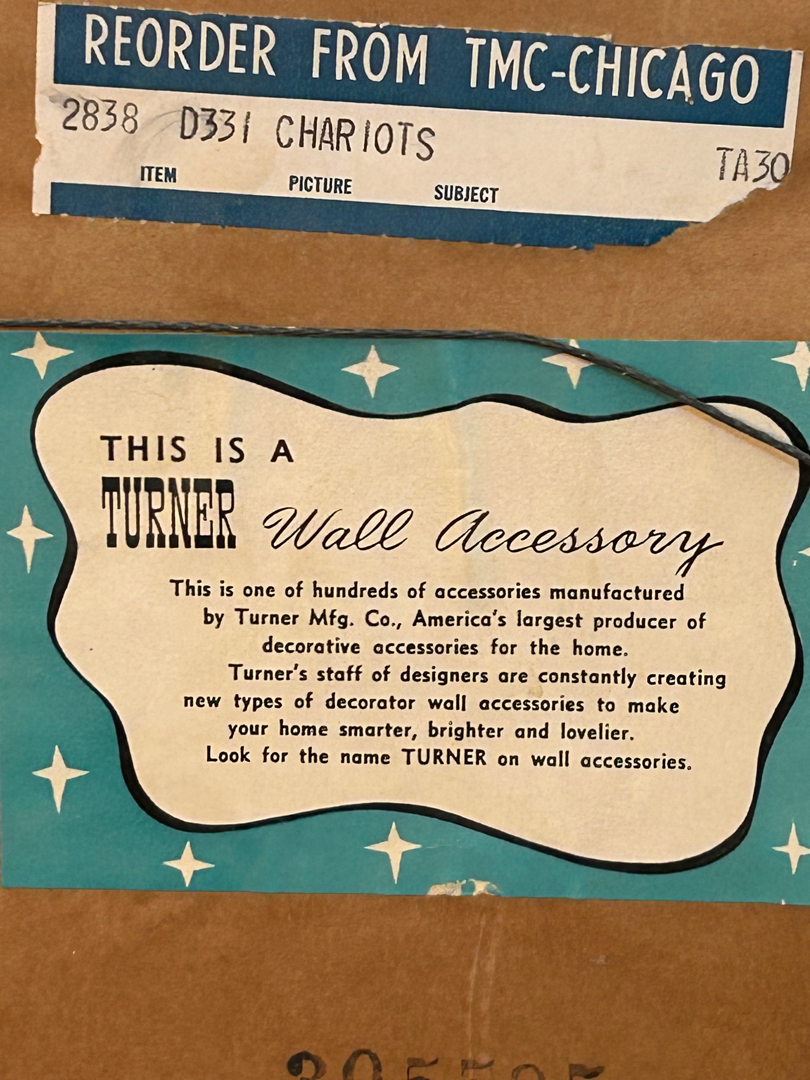 REORDER FROM TMC-CHICAGO
2838 D331 CHARIOTS TA30
ITEM PICTURE SUBJECT
THIS IS A
TURNER Wall Accessory
This is one of hundreds of accessories manufactured
by Turner Mfg. Co., America's largest producer of
decorative accessories for the home.
Turner's staff of designers are constantly creating
new types of decorator wall accessories to make
your home smarter, brighter and lovelier.
Look for the name TURNER on wall accessories.